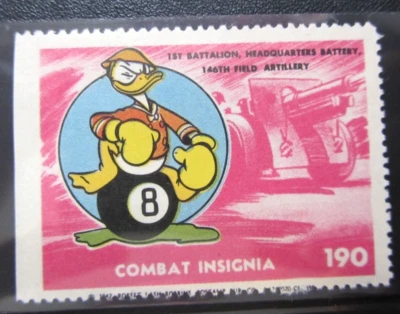 1ST BATTALION, HEADQUARTERS BATTERY,
146TH FIELD ARTILLERY
8
COMBAT INSIGNIA
190